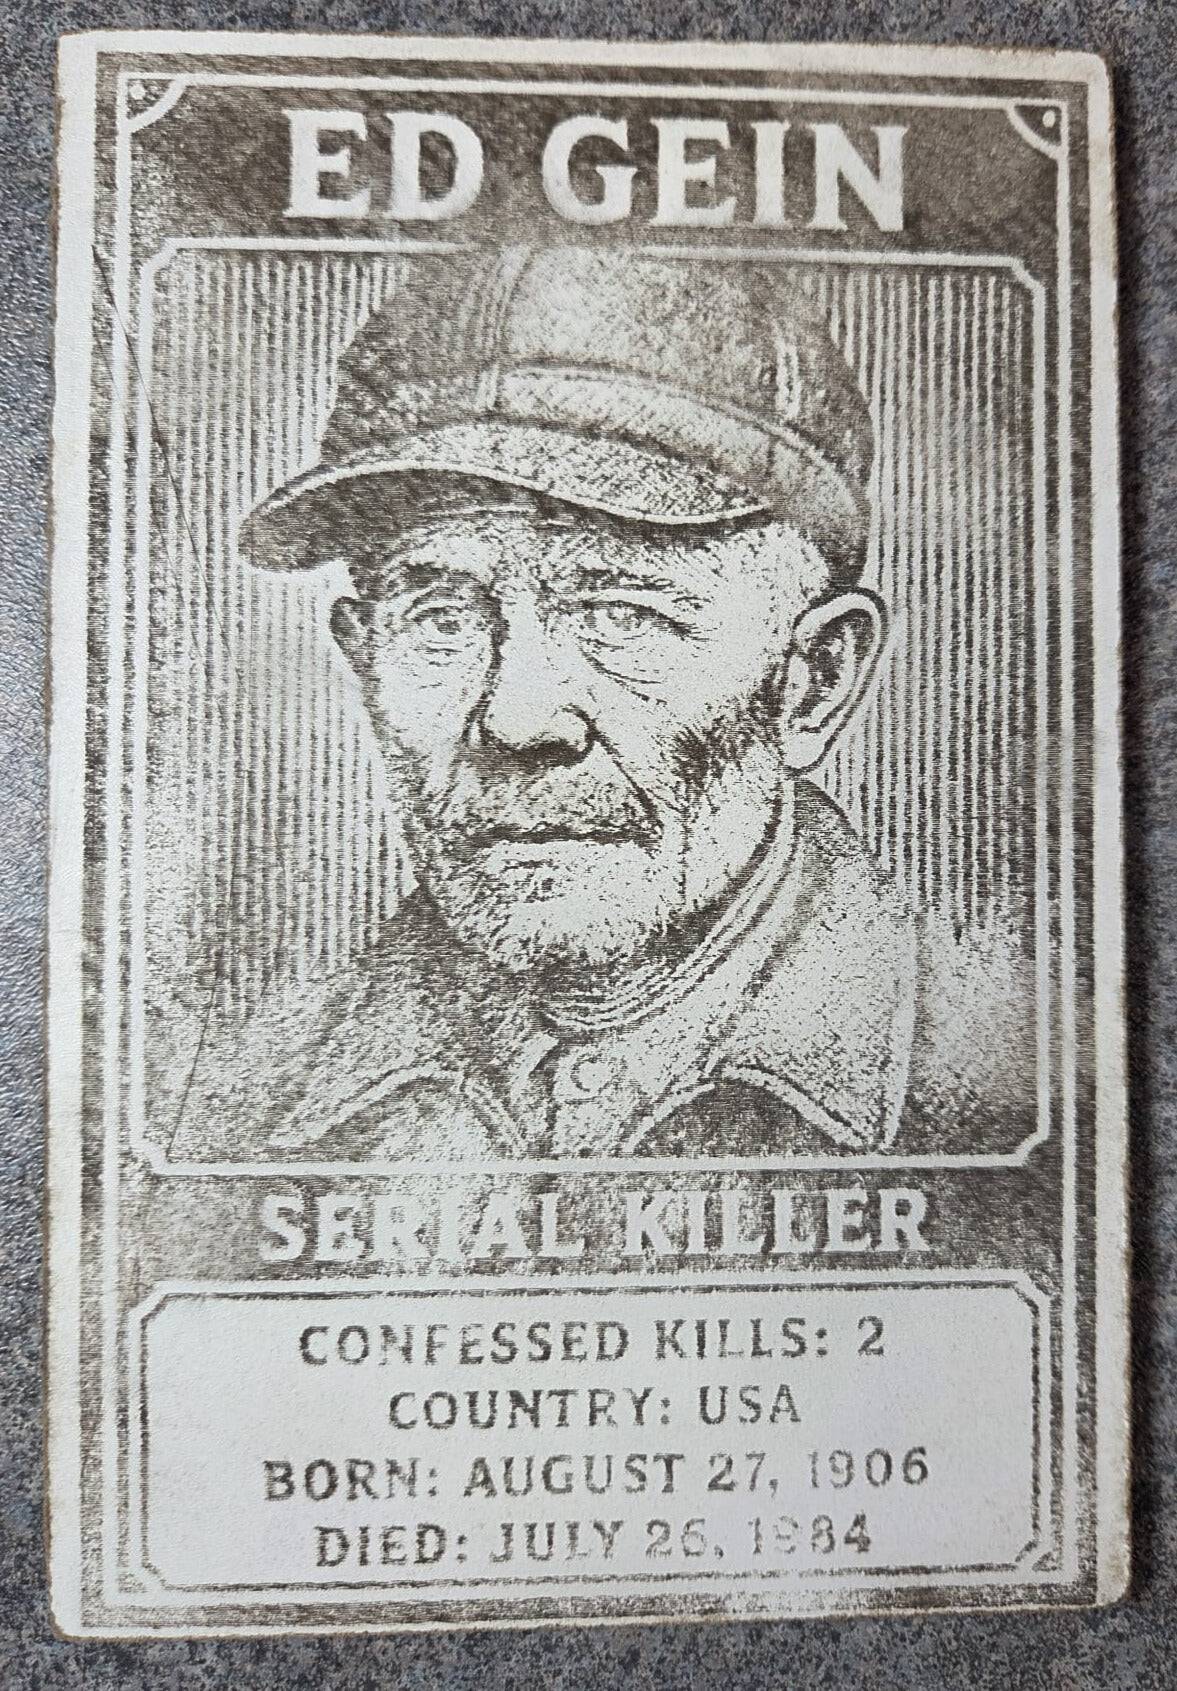 ED GEIN
SERIAL KILLER
CONFESSED KILLS: 2
COUNTRY: USA
BORN: AUGUST 27, 1906
DIED: JULY 26, 1984